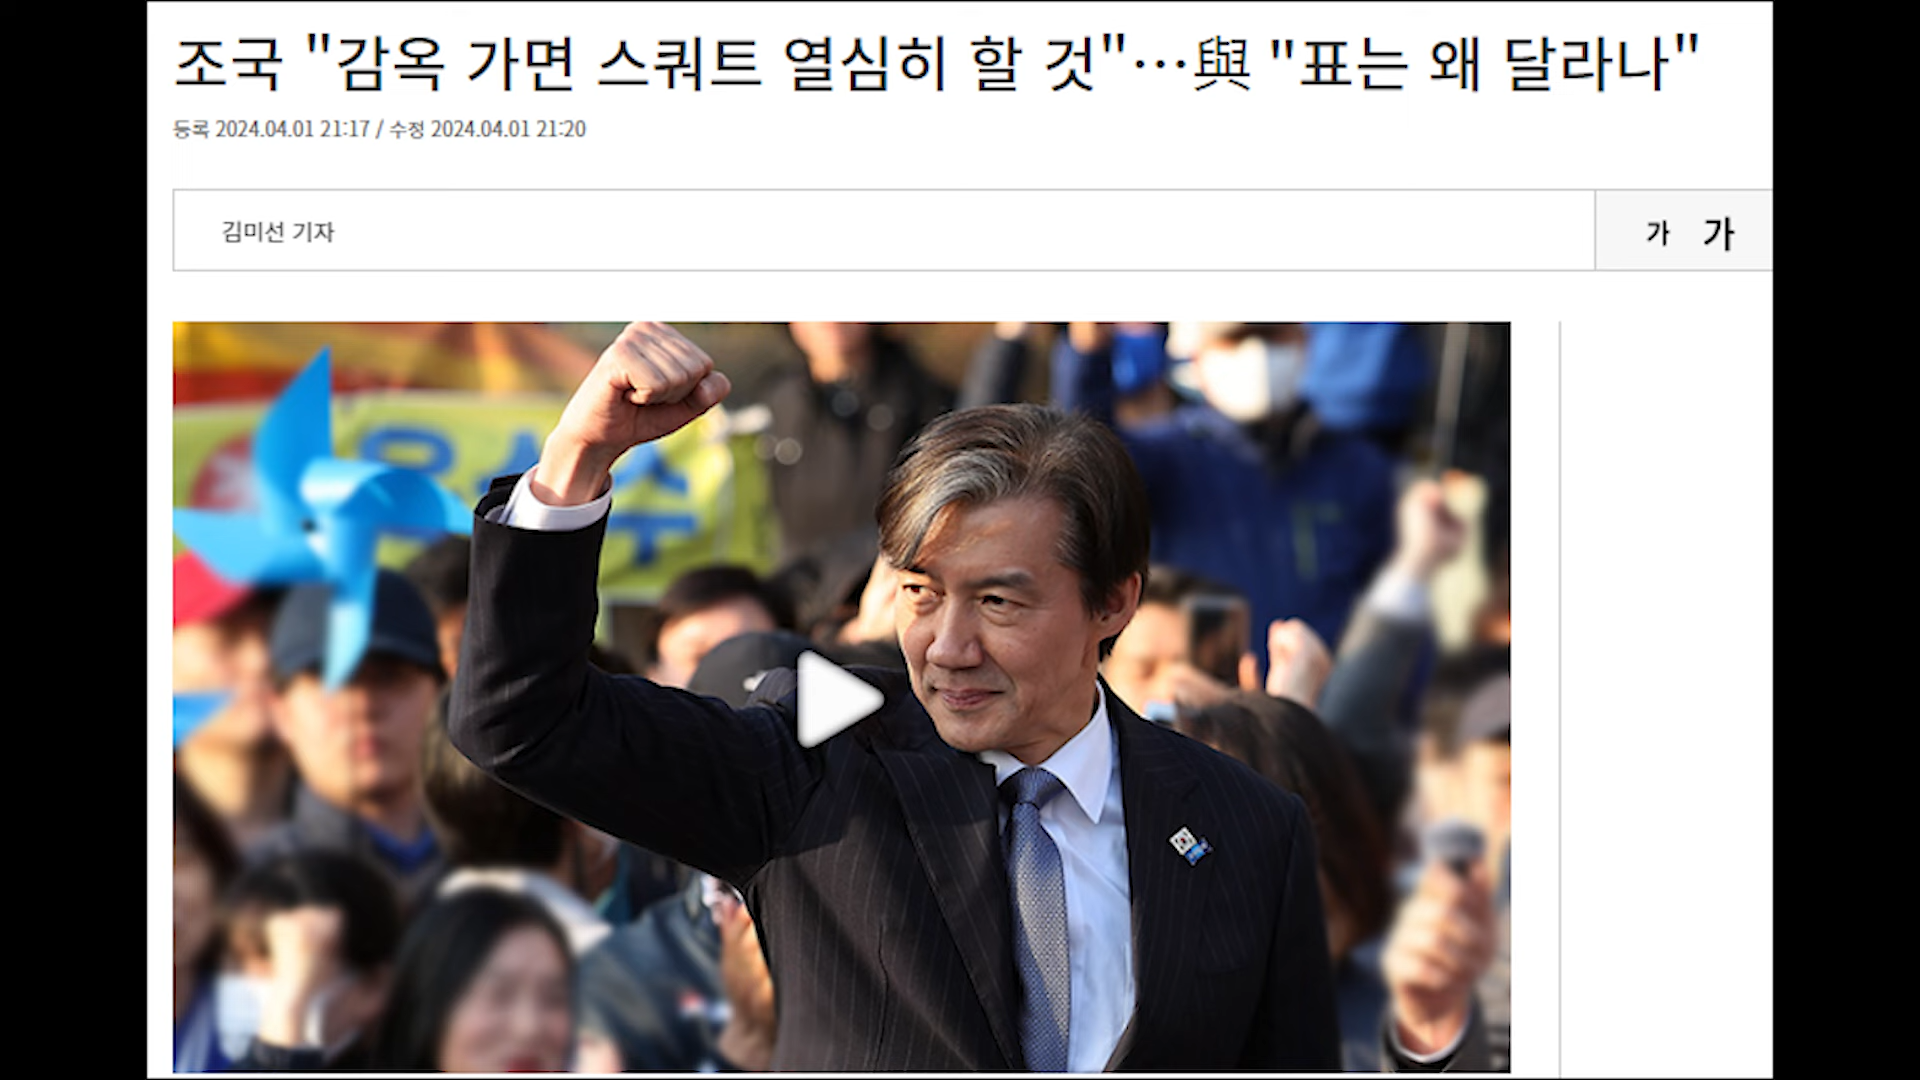 조국 "감옥 가면 스쿼트 열심히 할 것"…與 "표는 왜 달라나"
등록 2024.04.01 21:17 / 수정 2024.04.01 21:20
김미선 기자
가 가